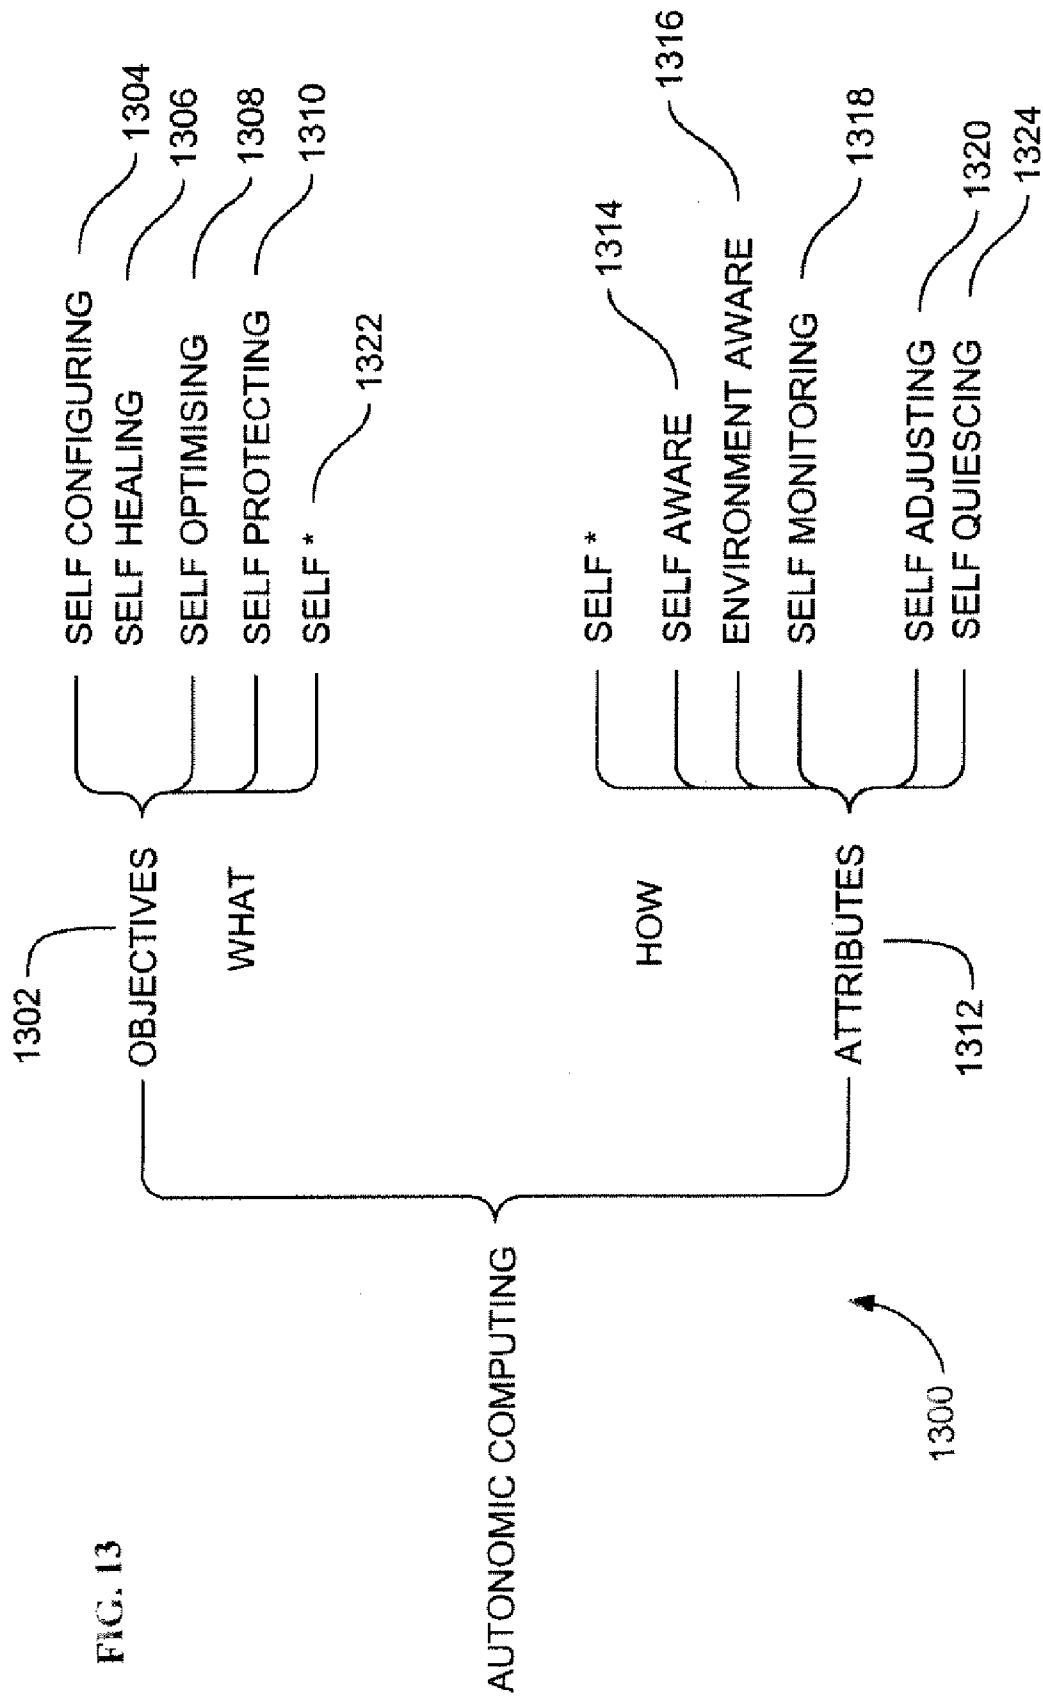 FIG. 13
AUTONOMIC COMPUTING
1300
1302
OBJECTIVES
WHAT
SELF CONFIGURING
1304
SELF HEALING
1306
SELF OPTIMISING
1308
SELF PROTECTING
1310
SELF *
1322
HOW
ATTRIBUTES
1312
SELF *
SELF AWARE
1314
ENVIRONMENT AWARE
1316
SELF MONITORING
1318
SELF ADJUSTING
1320
SELF QUIESCING
1324